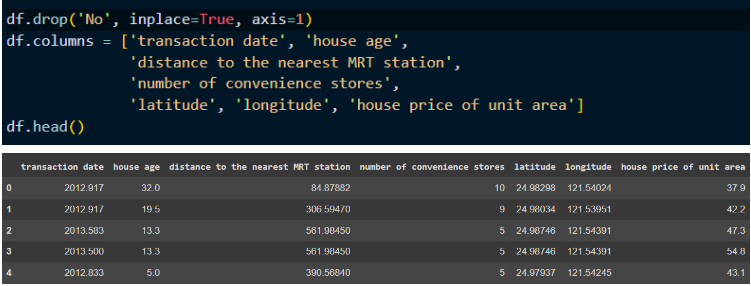 df.drop('No', inplace=True, axis=1)
df.columns = ['transaction date', 'house age',
'distance to the nearest MRT station',
'number of convenience stores',
'latitude', 'longitude', 'house price of unit area']
df.head()
transaction date house age distance to the nearest MRT station number of convenience stores latitude longitude house price of unit area
0 2012.917 32.0 84.87882 10 24.98298 121.54024 37.9
1 2012.917 19.5 306.59470 9 24.98034 121.53951 42.2
2 2013.583 13.3 561.98450 5 24.98746 121.54391 47.3
3 2013.500 13.3 561.98450 5 24.98746 121.54391 54.8
4 2012.833 5.0 390.56840 5 24.97937 121.54245 43.1